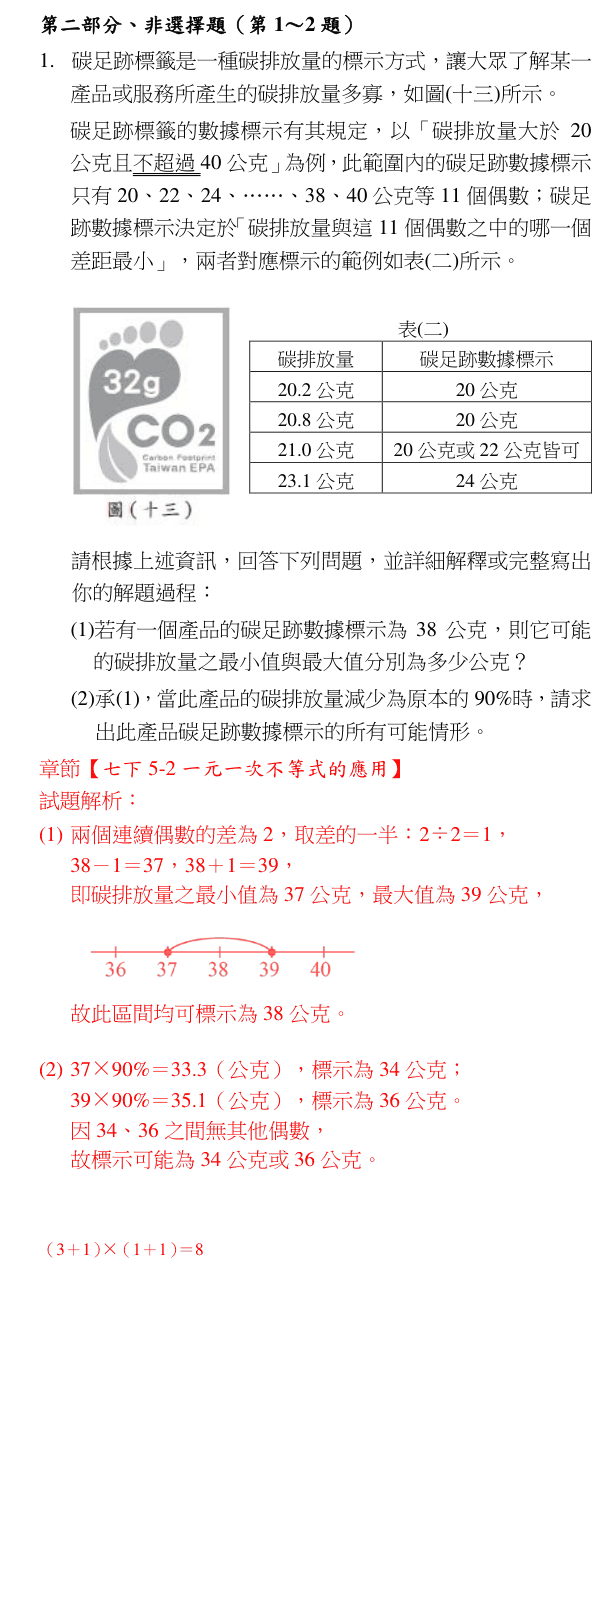 第二部分、非選擇題（第 1～2 題）
1. 碳足跡標籤是一種碳排放量的標示方式，讓大眾了解某一
產品或服務所產生的碳排放量多寡，如圖(十三)所示。
碳足跡標籤的數據標示有其規定，以「碳排放量大於 20
公克且不超過 40 公克」為例，此範圍內的碳足跡數據標示
只有 20、22、24、⋯⋯、38、40 公克等 11 個偶數；碳足
跡數據標示決定於「碳排放量與這 11 個偶數之中的哪一個
差距最小」，兩者對應標示的範例如表(二)所示。
32g
CO2
Carbon Footprint
Taiwan EPA
圖(十三)
表(二)
碳排放量 碳足跡數據標示
20.2 公克 20 公克
20.8 公克 20 公克
21.0 公克 20 公克或 22 公克皆可
23.1 公克 24 公克
請根據上述資訊，回答下列問題，並詳細解釋或完整寫出
你的解題過程：
(1)若有一個產品的碳足跡數據標示為 38 公克，則它可能
的碳排放量之最小值與最大值分別為多少公克？
(2)承(1)，當此產品的碳排放量減少為原本的 90%時，請求
出此產品碳足跡數據標示的所有可能情形。
章節【七下 5-2 一元一次不等式的應用】
試題解析：
(1) 兩個連續偶數的差為 2，取差的一半：2÷2＝1，
38－1＝37，38＋1＝39，
即碳排放量之最小值為 37 公克，最大值為 39 公克，
36 37 38 39 40
故此區間均可標示為 38 公克。
(2) 37×90%＝33.3（公克），標示為 34 公克；
39×90%＝35.1（公克），標示為 36 公克。
因 34、36 之間無其他偶數，
故標示可能為 34 公克或 36 公克。
（3＋1）×（1＋1）＝8